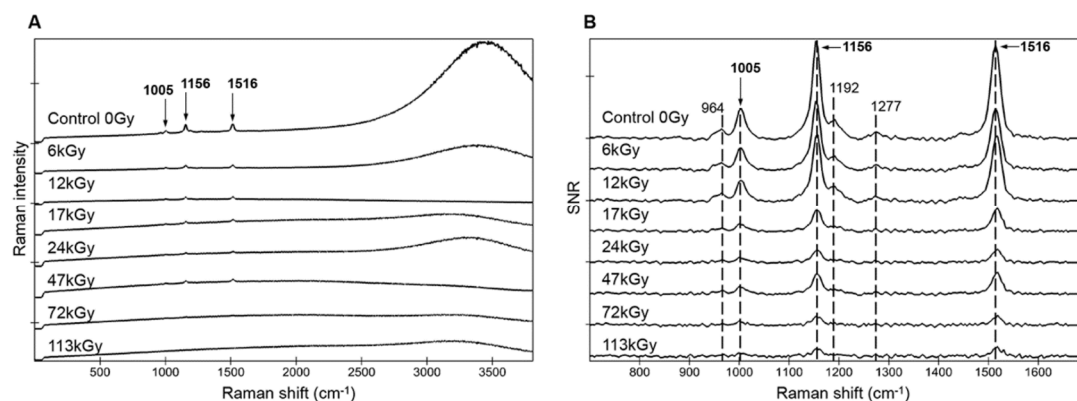 A
Raman intensity
1005
1156
1516
Control 0Gy
6kGy
12kGy
17kGy
24kGy
47kGy
72kGy
113kGy
500
1000
1500
2000
2500
3000
3500
Raman shift (cm-1)
B
SNR
964
1005
1156
1192
1277
1516
Control 0Gy
6kGy
12kGy
17kGy
24kGy
47kGy
72kGy
113kGy
800
900
1000
1100
1200
1300
1400
1500
1600
Raman shift (cm-1)